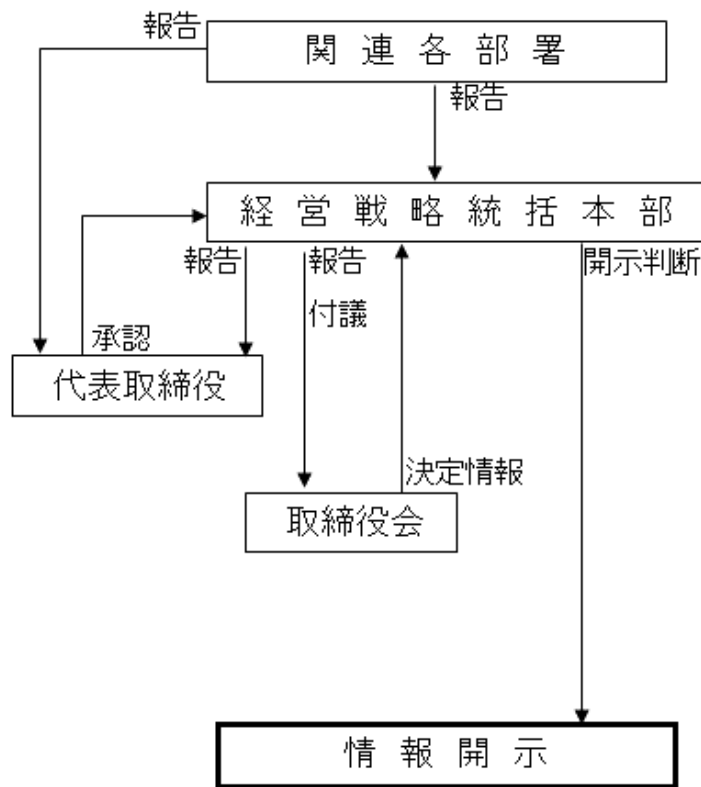 報告
関連各部署
報告
経営戦略統括本部
報告
報告
開示判断
付議
承認
代表取締役
決定情報
取締役会
情報開示